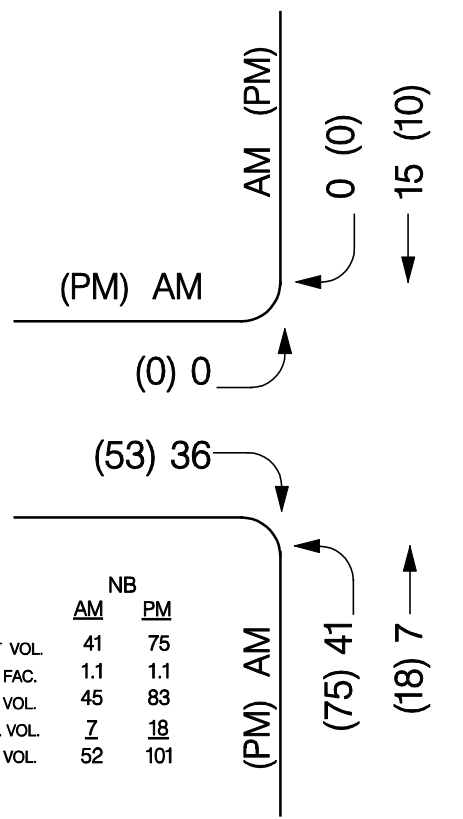 AM (PM)
0 (0)
15 (10)
(PM) AM
(0) 0
(53) 36
NB
AM PM
VOL. 41 75
FAC. 1.1 1.1
VOL. 45 83
VOL. 7 18
VOL. 52 101
(PM) AM
(75) 41
(18) 7